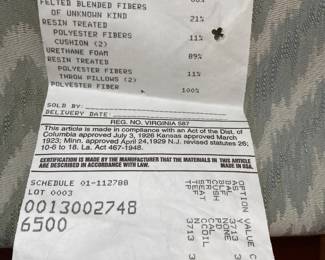 FELTED BLENDED FIBERS
OF UNKNOWN KIND 21%
RESIN TREATED
POLYESTER FIBERS 11%
CUSHION (2)
URETHANE FOAM 89%
RESIN TREATED
POLYESTER FIBERS 11%
THROW PILLOWS (2)
POLYESTER FIBER 100%
SOLD BY:
DELIVERY DATE:
REG. NO. VIRGINIA 587
This article is made in compliance with an Act of the Dist. of
Columbia approved July 3, 1926 Kansas approved March
1923; Minn. approved April 24,1929 N.J. revised statutes 26;
10-6 to 18. La. Act 467-1948.
CERTIFICATION IS MADE BY THE MANUFACTURER THAT THE MATERIALS IN THIS ARTICLE
ARE DESCRIBED IN ACCORDANCE WITH LAW. MADE IN USA.
SCHEDULE 01-112788
LOT 0003
0013002748
6500
OPTION VALUE
3713
NONE
3713